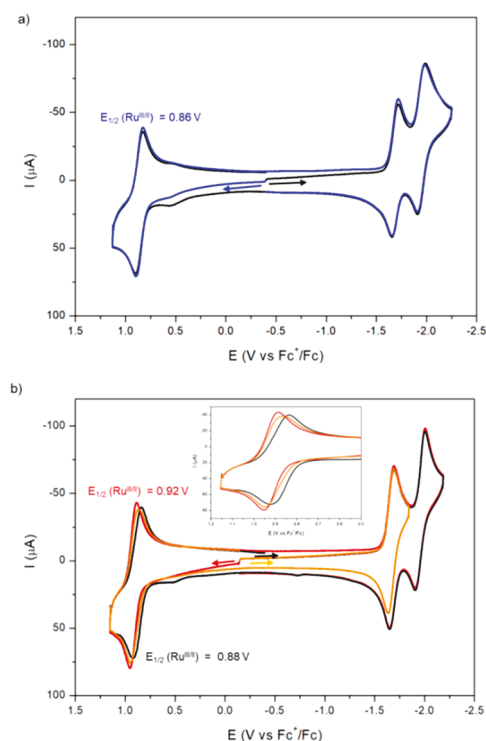 a)
-100
-50
0
50
100
I (µA)
E1/2 (RuIII/II) = 0.86 V
1.5 1.0 0.5 0.0 -0.5 -1.0 -1.5 -2.0 -2.5
E (V vs Fc+/Fc)
b)
-100
-50
0
50
100
I (µA)
E1/2 (RuIII/II) = 0.92 V
E1/2 (RuIII/II) = 0.88 V
E (V vs Fc+/Fc)
1.5 1.0 0.5 0.0 -0.5 -1.0 -1.5 -2.0 -2.5
E (V vs Fc+/Fc)